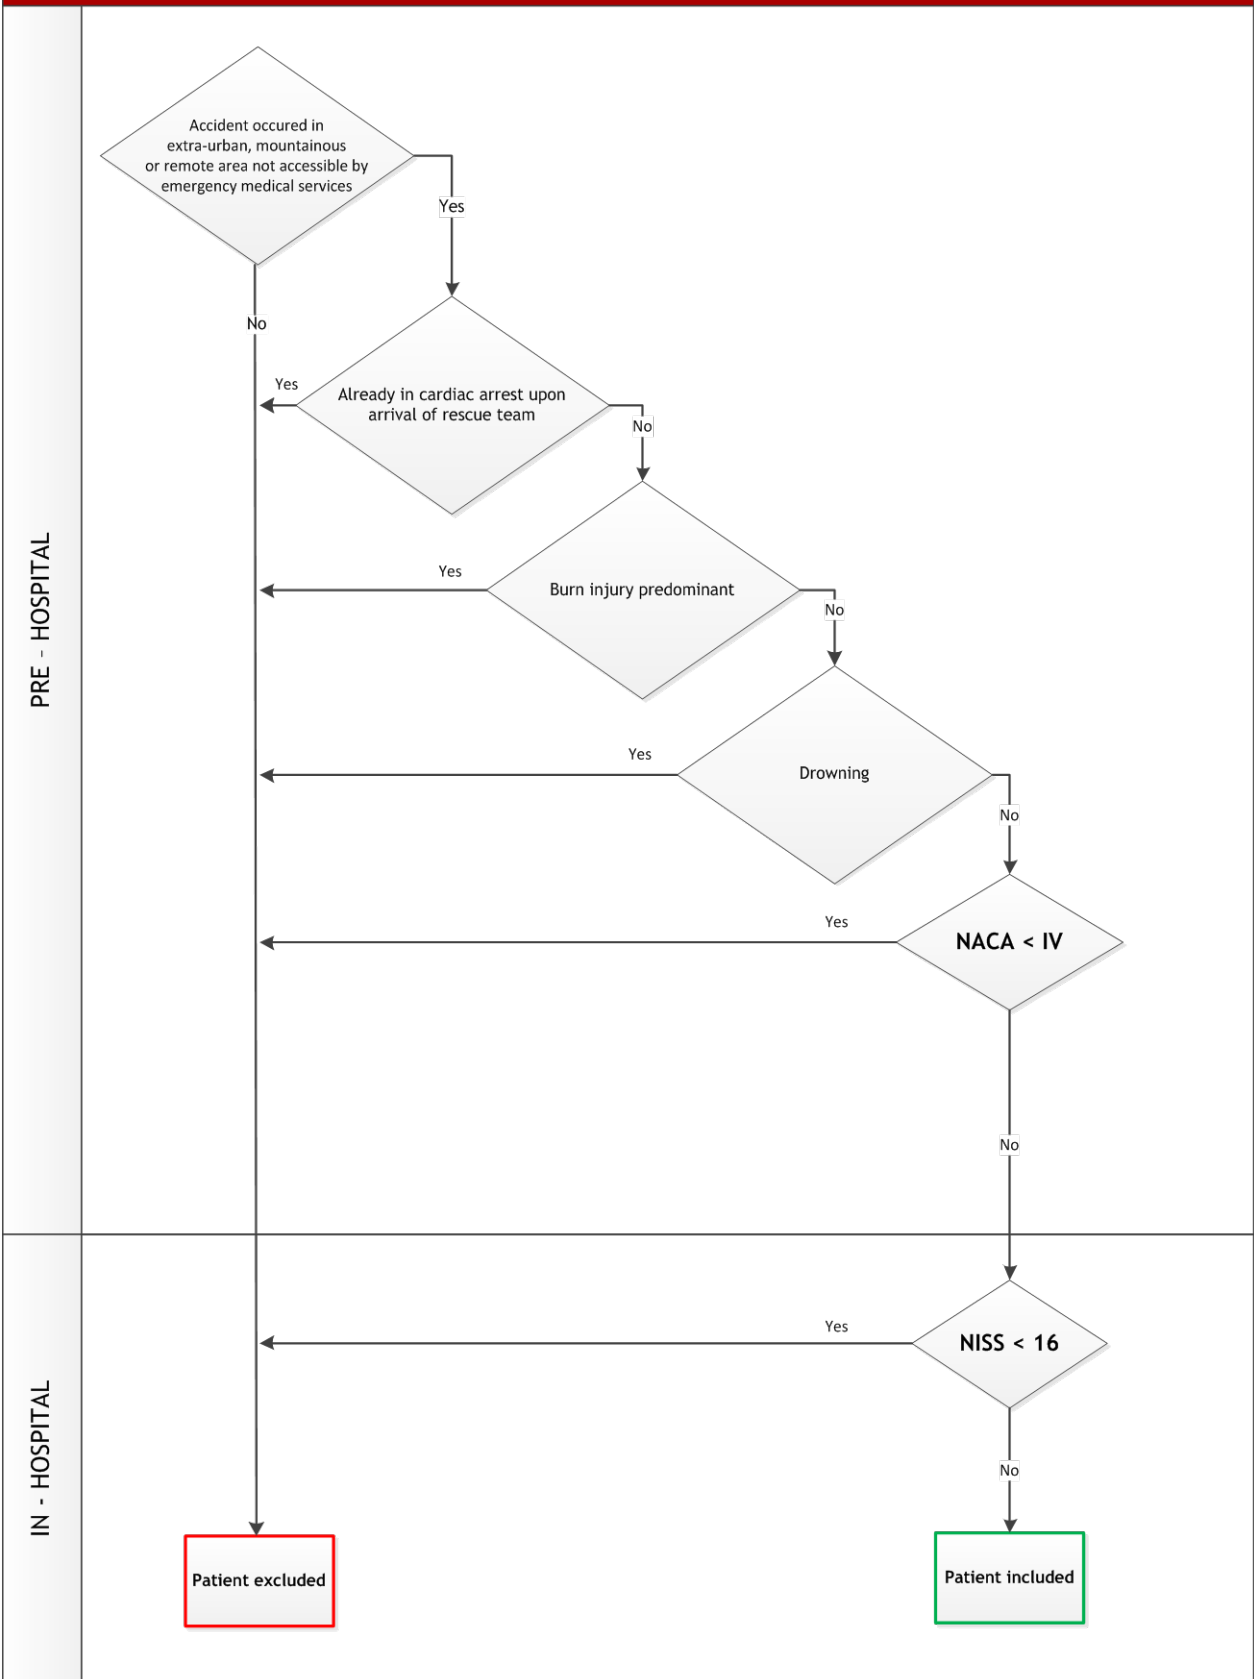 Accident occured in
extra-urban, mountainous
or remote area not accessible by
emergency medical services
Yes
No
Already in cardiac arrest upon
arrival of rescue team
Yes
No
Burn injury predominant
Yes
No
Drowning
Yes
No
NACA < IV
Yes
No
PRE - HOSPITAL
NISS < 16
Yes
No
IN - HOSPITAL
Patient excluded
Patient included